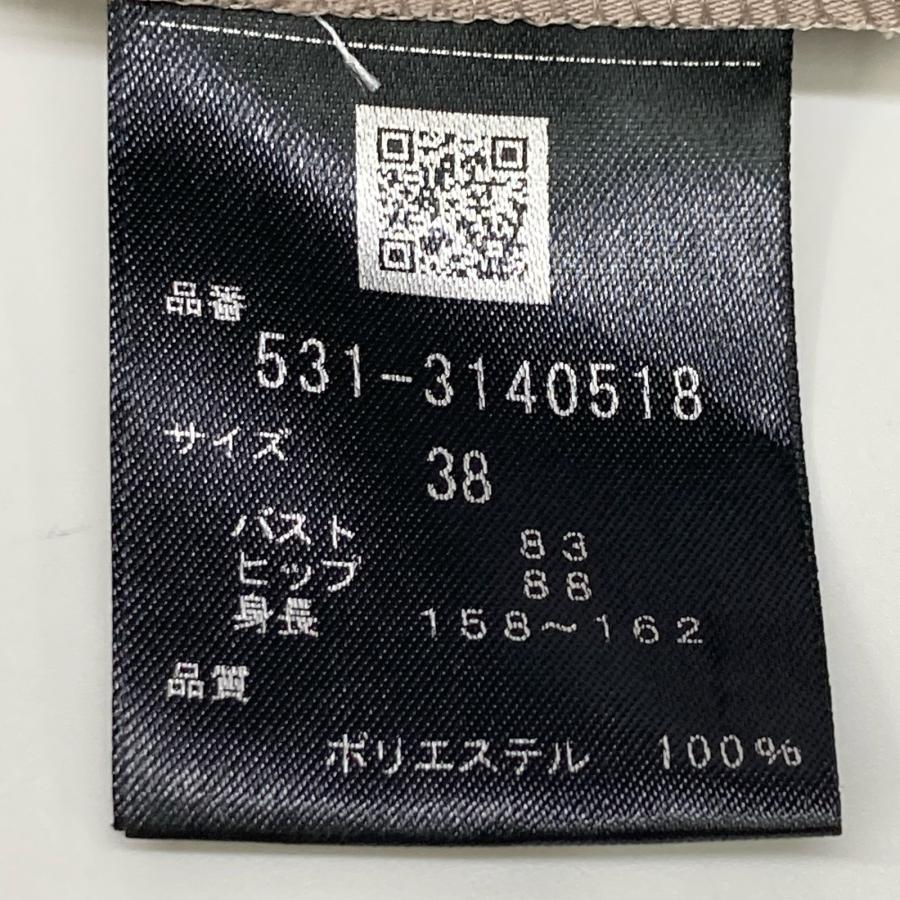 品番
531-3140518
サイズ
38
バスト 83
ヒップ 88
身長 158～162
品質
ポリエステル 100%